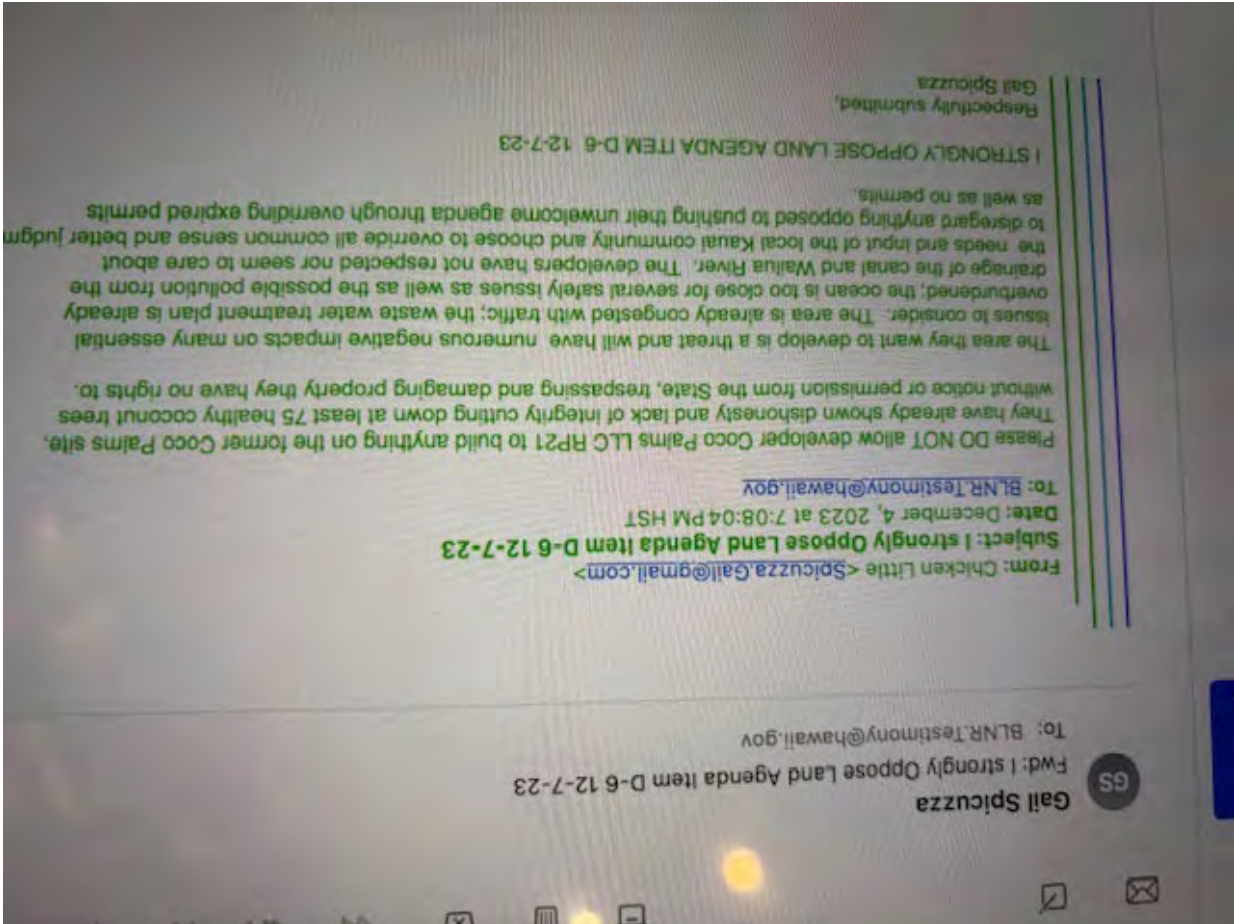 GS
Gail Spicuzza
Fwd: I strongly Oppose Land Agenda Item D-6 12-7-23
To: BLNR.Testimony@hawaii.gov
From: Chicken Little <Spicuzza.Gail@gmail.com>
Subject: I strongly Oppose Land Agenda Item D-6 12-7-23
Date: December 4, 2023 at 7:08:04 PM HST
To: BLNR.Testimony@hawaii.gov
Please DO NOT allow developer Coco Palms LLC RP21 to build anything on the former Coco Palms site,
They have already shown dishonesty and lack of integrity cutting down at least 75 healthy coconut trees
without notice or permission from the State, trespassing and damaging property they have no rights to.
The area they want to develop is a threat and will have numerous negative impacts on many essential
issues to consider. The area is already congested with traffic; the waste water treatment plan is already
overburdened; the ocean is too close for several safely issues as well as the possible pollution from the
drainage of the canal and Wailua River. The developers have not respected nor seem to care about
the needs and input of the local Kauai community and choose to override all common sense and better judgm
to disregard anything opposed to pushing their unwelcome agenda through overriding expired permits
as well as no permits.
I STRONGLY OPPOSE LAND AGENDA ITEM D-6 12-7-23
Respectfully submitted,
Gail Spicuzza